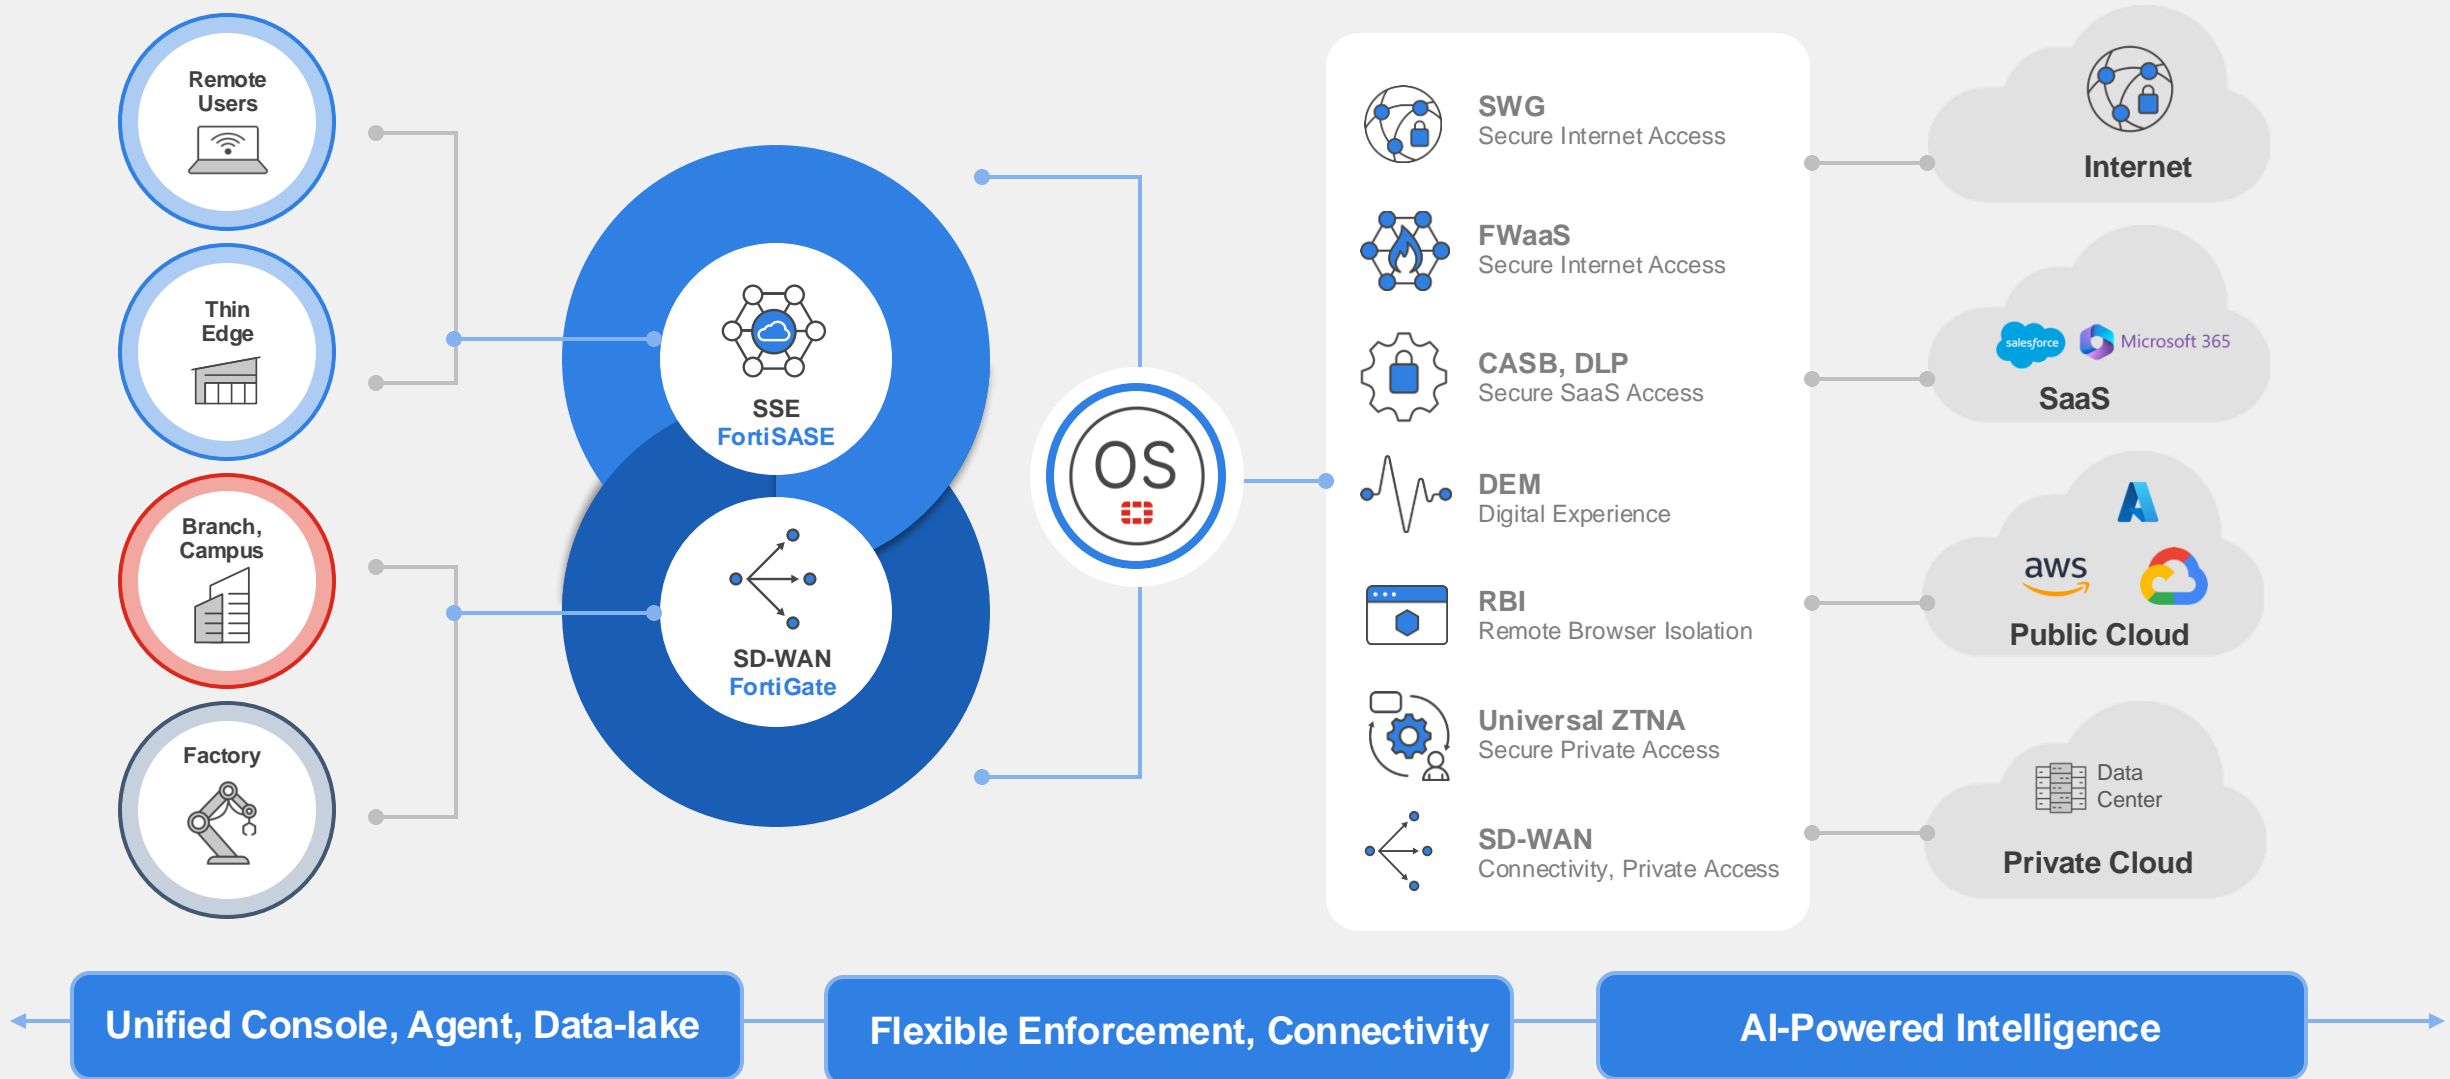 Remote
Users
Thin
Edge
Branch,
Campus
Factory
SSE
FortiSASE
SD-WAN
FortiGate
OS
SWG
Secure Internet Access
FWaaS
Secure Internet Access
CASB, DLP
Secure SaaS Access
DEM
Digital Experience
RBI
Remote Browser Isolation
Universal ZTNA
Secure Private Access
SD-WAN
Connectivity, Private Access
Internet
salesforce
Microsoft 365
SaaS
aws
Public Cloud
Data
Center
Private Cloud
Unified Console, Agent, Data-lake
Flexible Enforcement, Connectivity
AI-Powered Intelligence